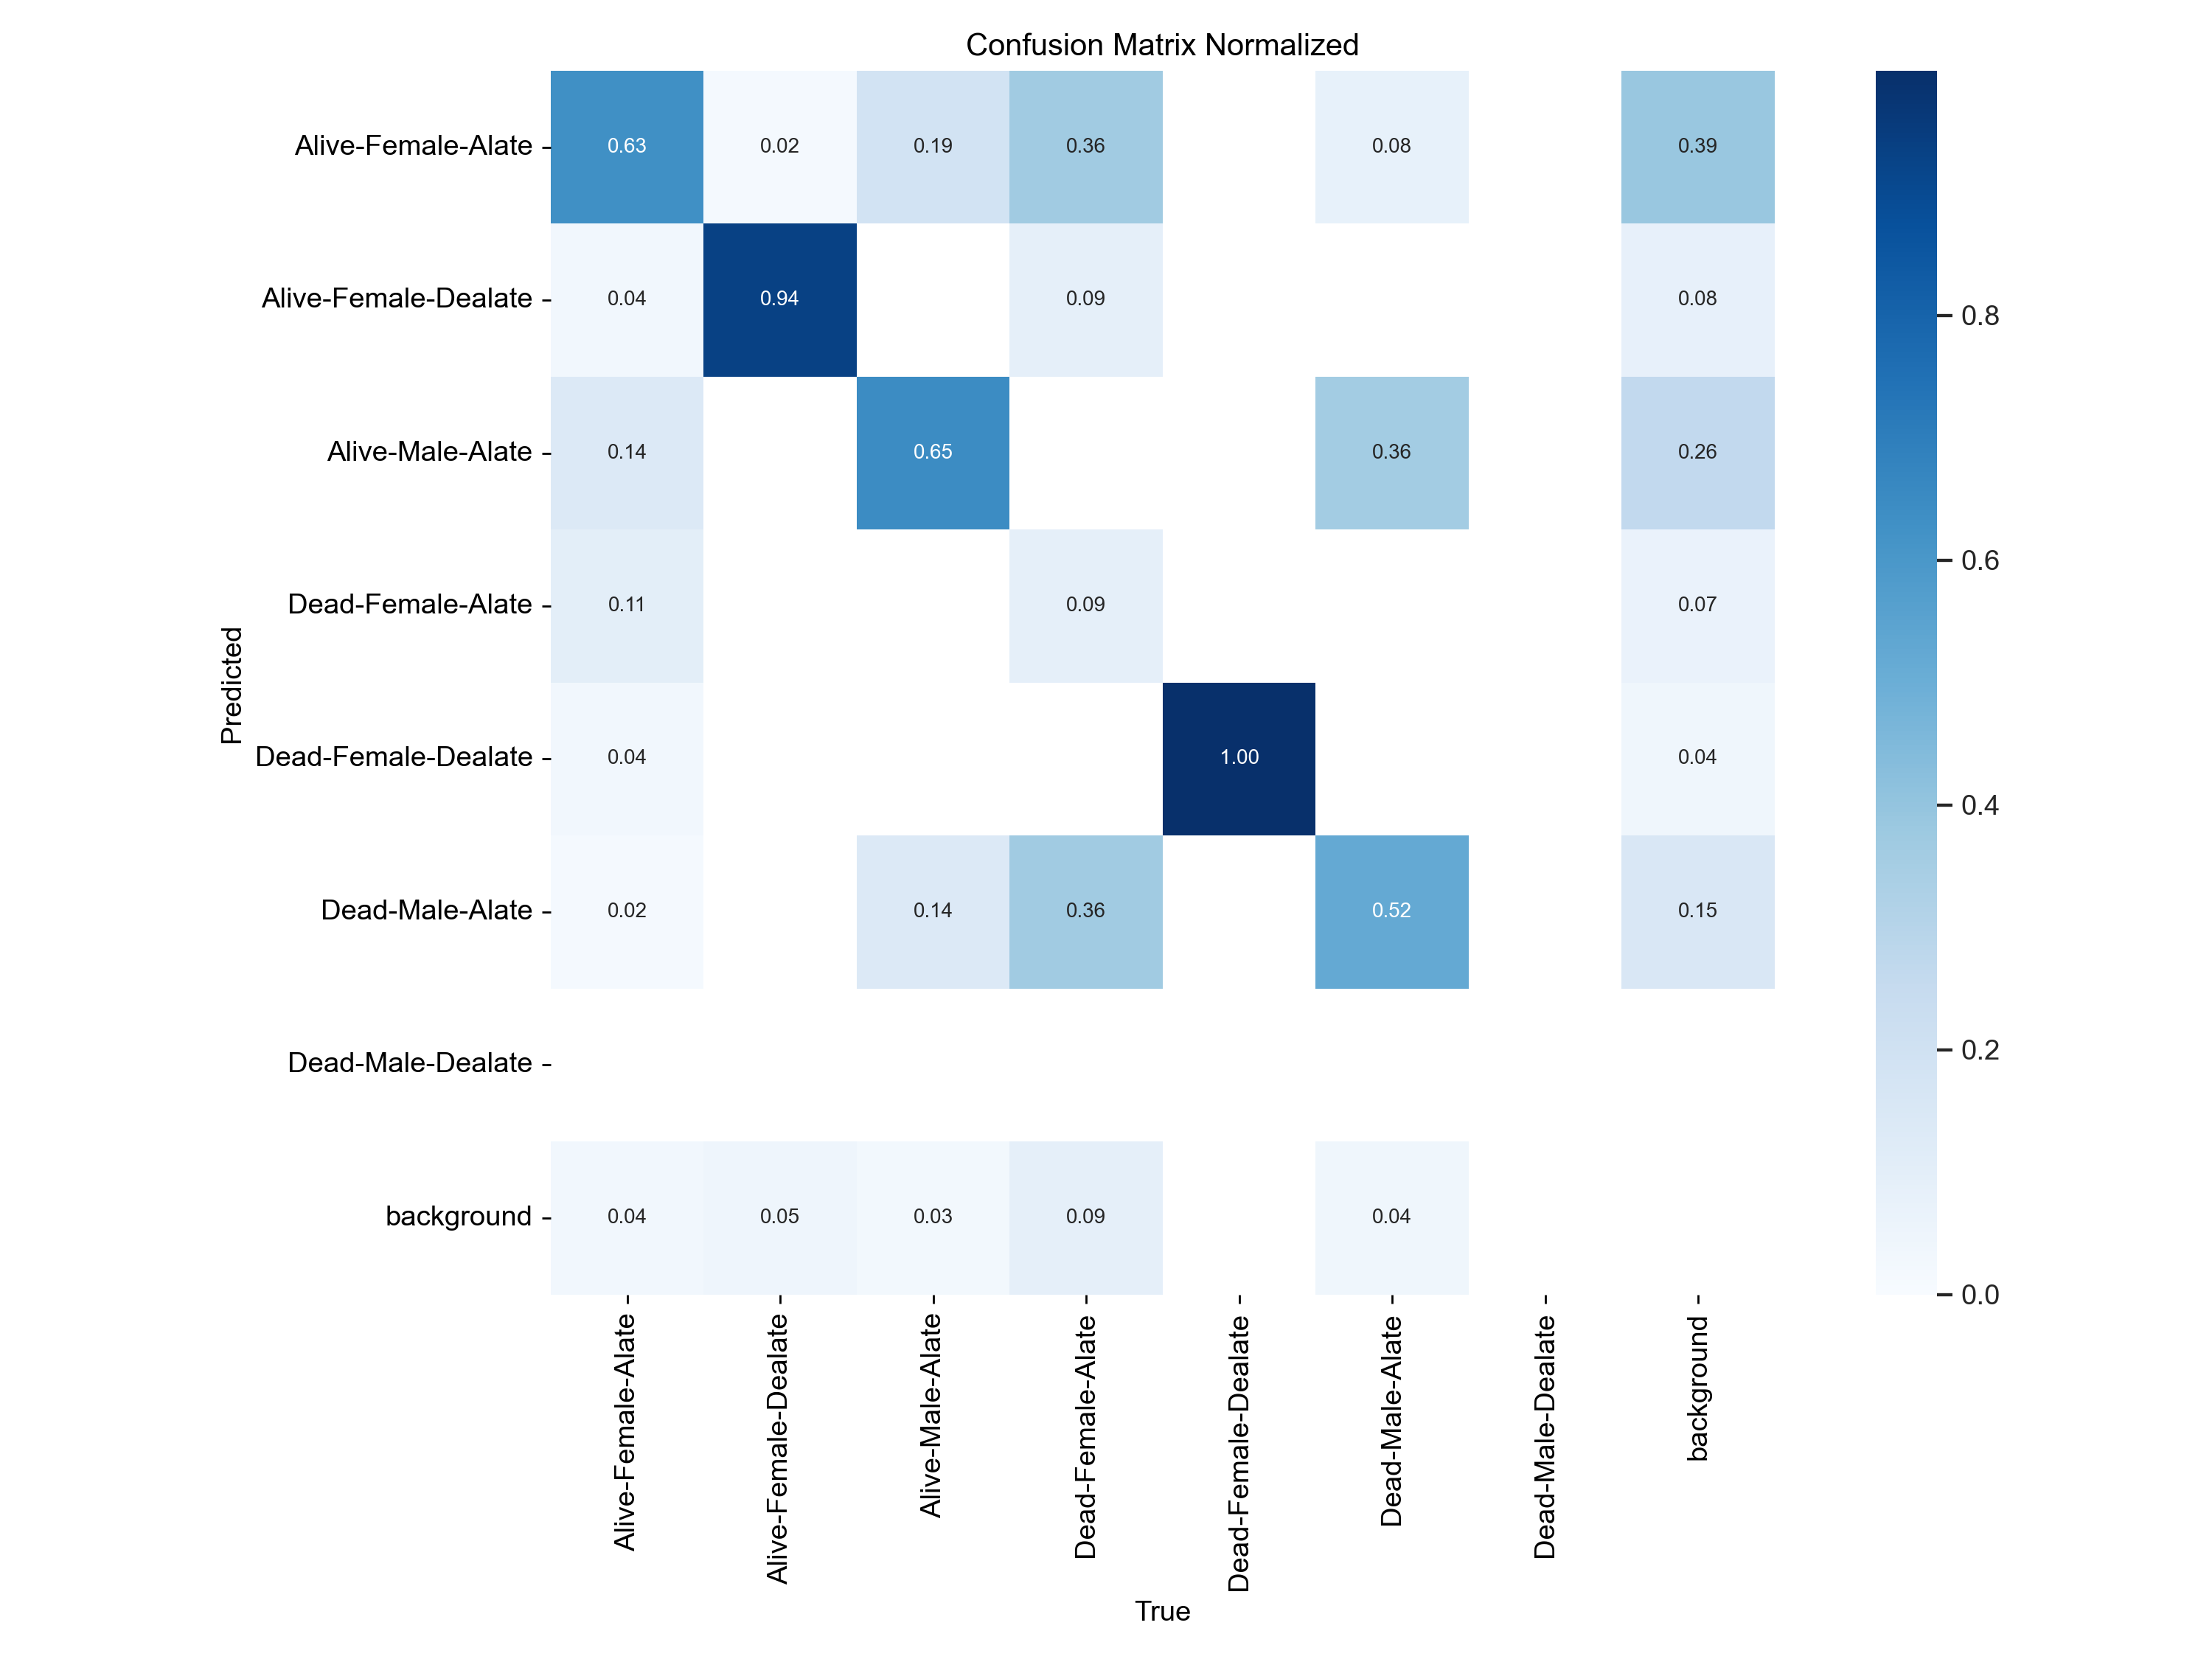 Confusion Matrix Normalized
Alive-Female-Alate 0.63 0.02 0.19 0.36 0.08 0.39
Alive-Female-Dealate 0.04 0.94 0.09 0.08
0.8
Alive-Male-Alate 0.14 0.65 0.36 0.26
0.6
Dead-Female-Alate 0.11 0.09 0.07
Predicted
Dead-Female-Dealate 0.04 1.00 0.04
0.4
Dead-Male-Alate 0.02 0.14 0.36 0.52 0.15
0.2
Dead-Male-Dealate
background 0.04 0.05 0.03 0.09 0.04
0.0
Alive-Female-Alate
Alive-Female-Dealate
Alive-Male-Alate
Dead-Female-Alate
Dead-Female-Dealate
Dead-Male-Alate
Dead-Male-Dealate
background
True